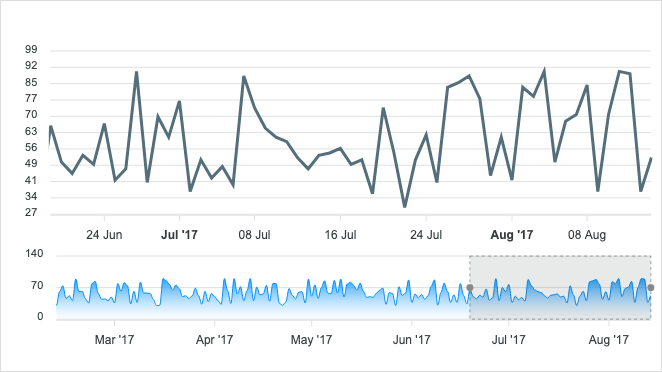 99
92
85
77
70
63
56
49
41
34
27
24 Jun
Jul '17
08 Jul
16 Jul
24 Jul
Aug '17
08 Aug
140
70
0
Mar '17
Apr '17
May '17
Jun '17
Jul '17
Aug '17